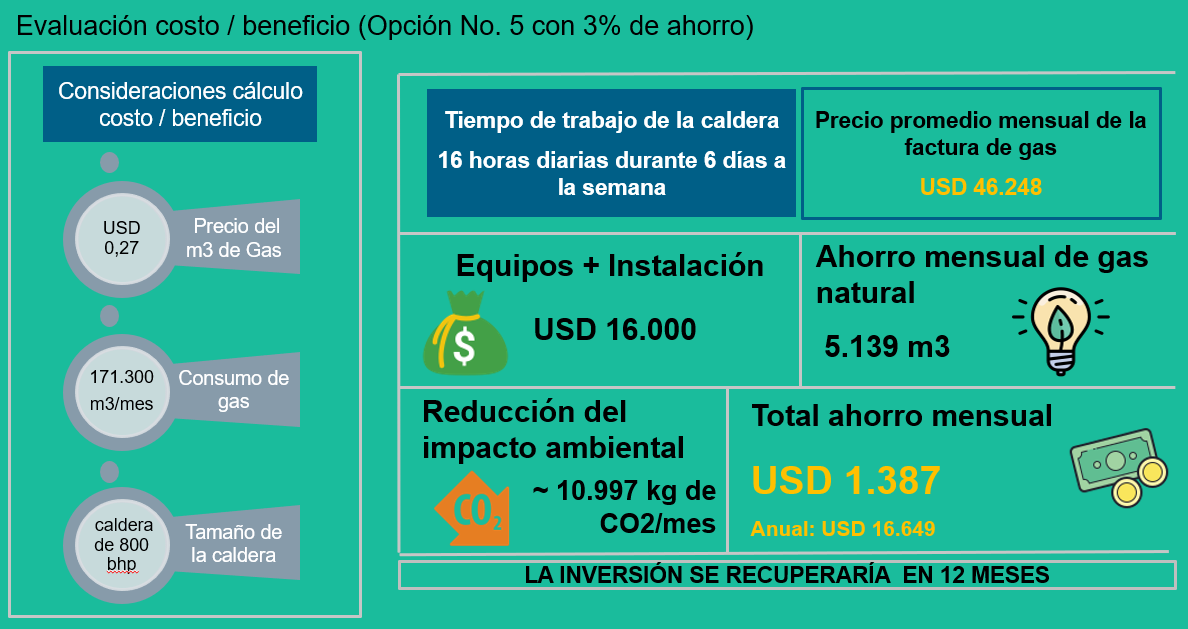 Evaluación costo / beneficio (Opción No. 5 con 3% de ahorro)
Consideraciones cálculo
costo / beneficio
USD
0,27
Precio del
m3 de Gas
171.300
m3/mes
Consumo de
gas
caldera
de 800
bhp
Tamaño de
la caldera
Tiempo de trabajo de la caldera
16 horas diarias durante 6 días a
la semana
Precio promedio mensual de la
factura de gas
USD 46.248
Equipos + Instalación
$
USD 16.000
Ahorro mensual de gas
natural
5.139 m3
Reducción del
impacto ambiental
CO2
~ 10.997 kg de
CO2/mes
Total ahorro mensual
USD 1.387
Anual: USD 16.649
LA INVERSIÓN SE RECUPERARÍA EN 12 MESES